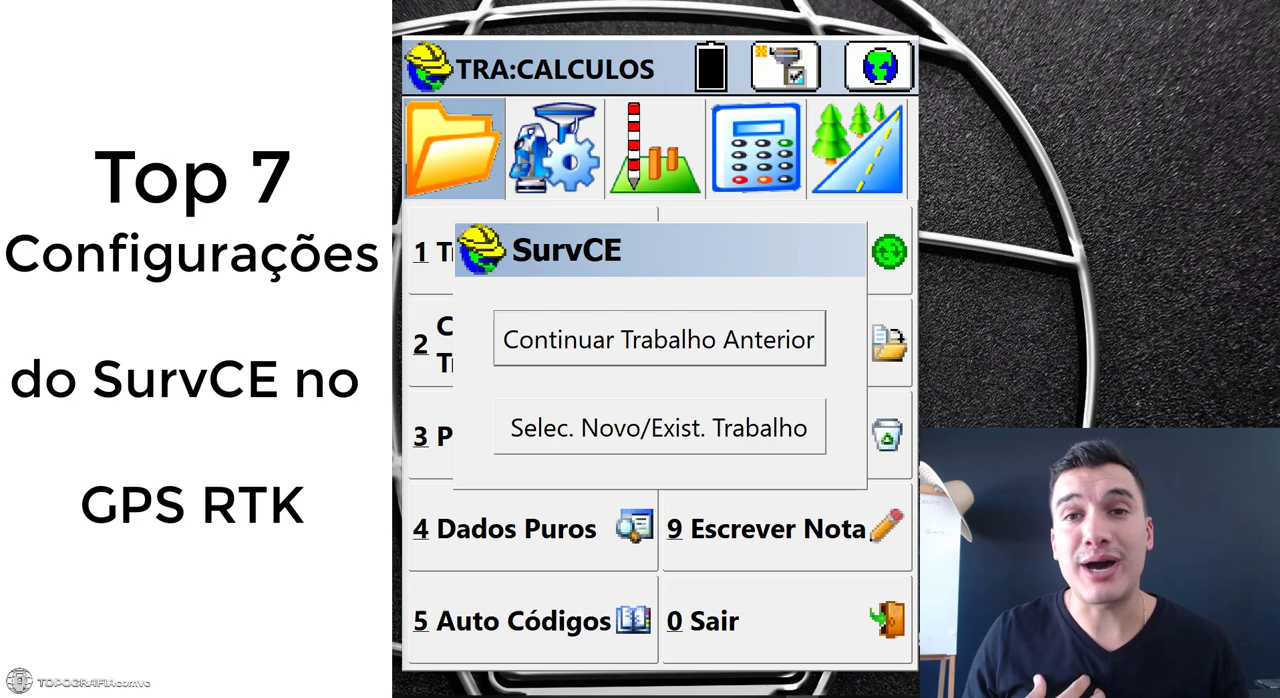 Top 7
Configurações
do SurvCE no
GPS RTK
TOPOGRAFIAcomvc
TRA:CALCULOS
1 T
SurvCE
Continuar Trabalho Anterior
2 C
T
Selec. Novo/Exist. Trabalho
3 P
4 Dados Puros
9 Escrever Nota
5 Auto Códigos
0 Sair